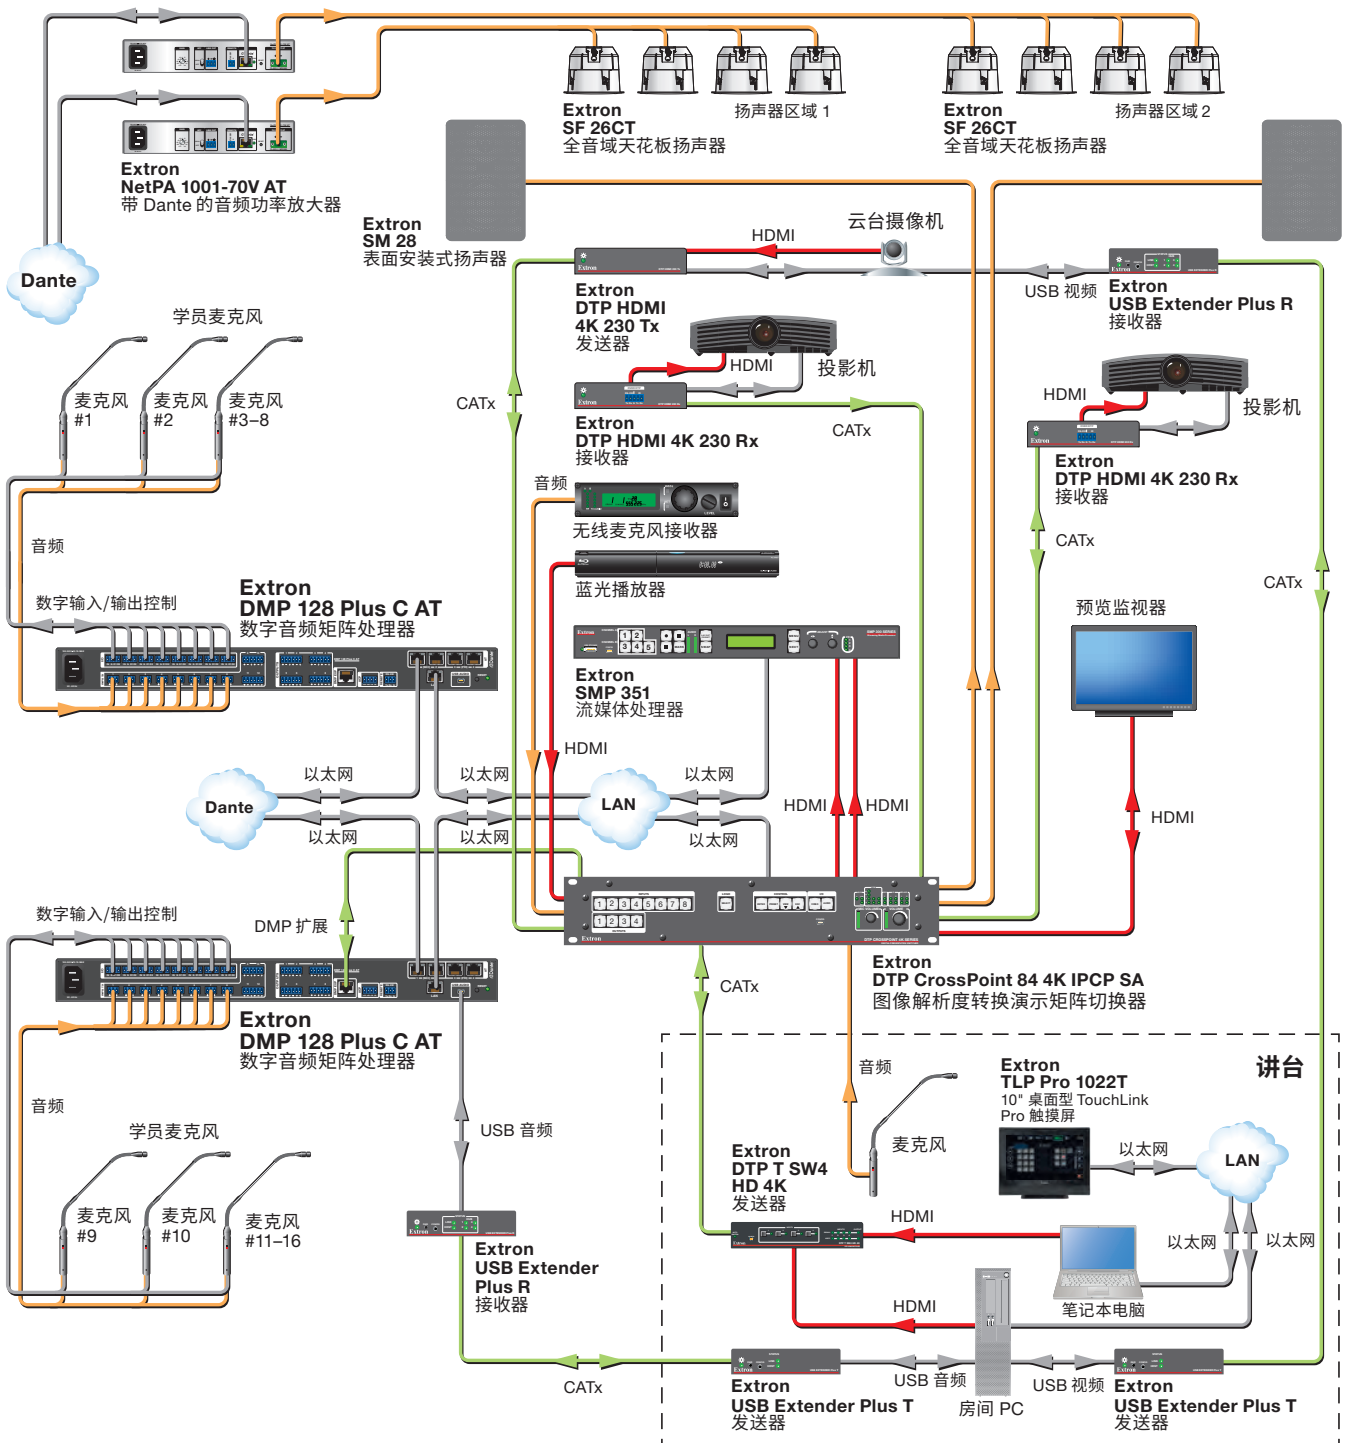 Extron
NetPA 1001-70V AT
带 Dante 的音频功率放大器
Dante
Extron
SF 26CT
全音域天花板扬声器
扬声器区域 1
Extron
SF 26CT
全音域天花板扬声器
扬声器区域 2
Extron
SM 28
表面安装式扬声器
HDMI
云台摄像机
Extron
DTP HDMI
4K 230 Tx
发送器
USB 视频
Extron
USB Extender Plus R
接收器
学员麦克风
麦克风
#1
麦克风
#2
麦克风
#3–8
HDMI
投影机
CATx
Extron
DTP HDMI 4K 230 Rx
接收器
CATx
HDMI
投影机
Extron
DTP HDMI 4K 230 Rx
接收器
音频
无线麦克风接收器
蓝光播放器
CATx
CATx
音频
数字输入/输出控制
Extron
DMP 128 Plus C AT
数字音频矩阵处理器
预览监视器
Extron
SMP 351
流媒体处理器
HDMI
Dante
以太网
以太网
以太网
以太网
LAN
以太网
以太网
HDMI
HDMI
HDMI
数字输入/输出控制
DMP 扩展
1 2 3 4 5 6 7 8
1 2 3 4
Extron
DTP CROSSPOINT 4K SERIES
Extron
DTP CrossPoint 84 4K IPCP SA
图像解析度转换演示矩阵切换器
CATx
Extron
DMP 128 Plus C AT
数字音频矩阵处理器
音频
学员麦克风
麦克风
#9
麦克风
#10
麦克风
#11–16
USB 音频
Extron
USB Extender
Plus R
接收器
CATx
讲台
音频
麦克风
Extron
TLP Pro 1022T
10" 桌面型 TouchLink
Pro 触摸屏
以太网
LAN
Extron
DTP T SW4
HD 4K
发送器
HDMI
以太网
以太网
笔记本电脑
HDMI
Extron
USB Extender Plus T
发送器
USB 音频
房间 PC
USB 视频
Extron
USB Extender Plus T
发送器